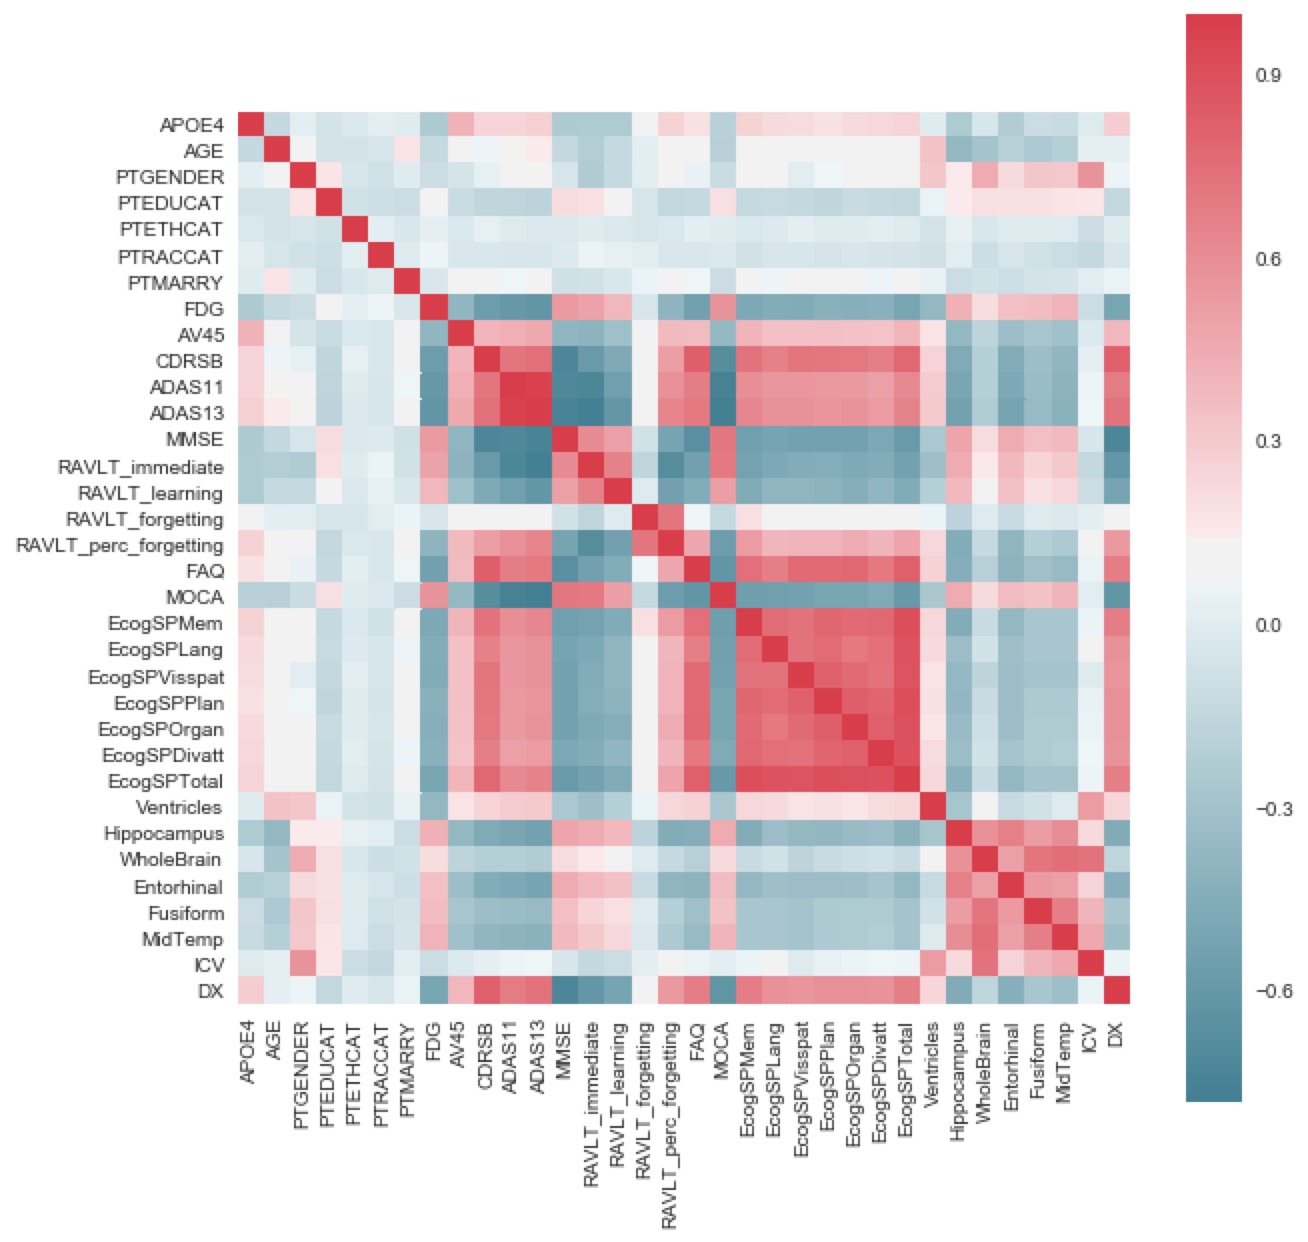 APOE4
AGE
PTGENDER
PTEDUCAT
PTETHCAT
PTRACCAT
PTMARRY
FDG
AV45
CDRSB
ADAS11
ADAS13
MMSE
RAVLT_immediate
RAVLT_learning
RAVLT_forgetting
RAVLT_perc_forgetting
FAQ
MOCA
EcogSPMem
EcogSPLang
EcogSPVisspat
EcogSPPlan
EcogSPOrgan
EcogSPDivatt
EcogSPTotal
Ventricles
Hippocampus
WholeBrain
Entorhinal
Fusiform
MidTemp
ICV
DX
APOE4
AGE
PTGENDER
PTEDUCAT
PTETHCAT
PTRACCAT
PTMARRY
FDG
AV45
CDRSB
ADAS11
ADAS13
MMSE
RAVLT_immediate
RAVLT_learning
RAVLT_forgetting
RAVLT_perc_forgetting
FAQ
MOCA
EcogSPMem
EcogSPLang
EcogSPVisspat
EcogSPPlan
EcogSPOrgan
EcogSPDivatt
EcogSPTotal
Ventricles
Hippocampus
WholeBrain
Entorhinal
Fusiform
MidTemp
ICV
DX
0.9
0.6
0.3
0.0
−0.3
−0.6